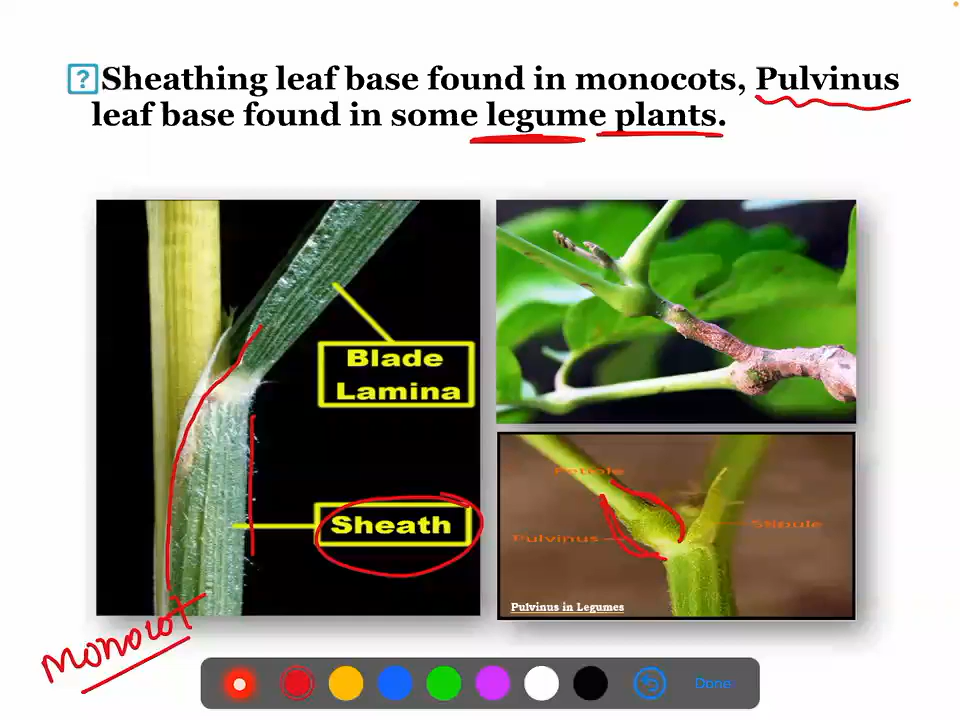 ?Sheathing leaf base found in monocots, Pulvinus
leaf base found in some legume plants.
Blade
Lamina
Sheath
Petiole
Pulvinus
Stipule
Pulvinus in Legumes
Monocot
Done